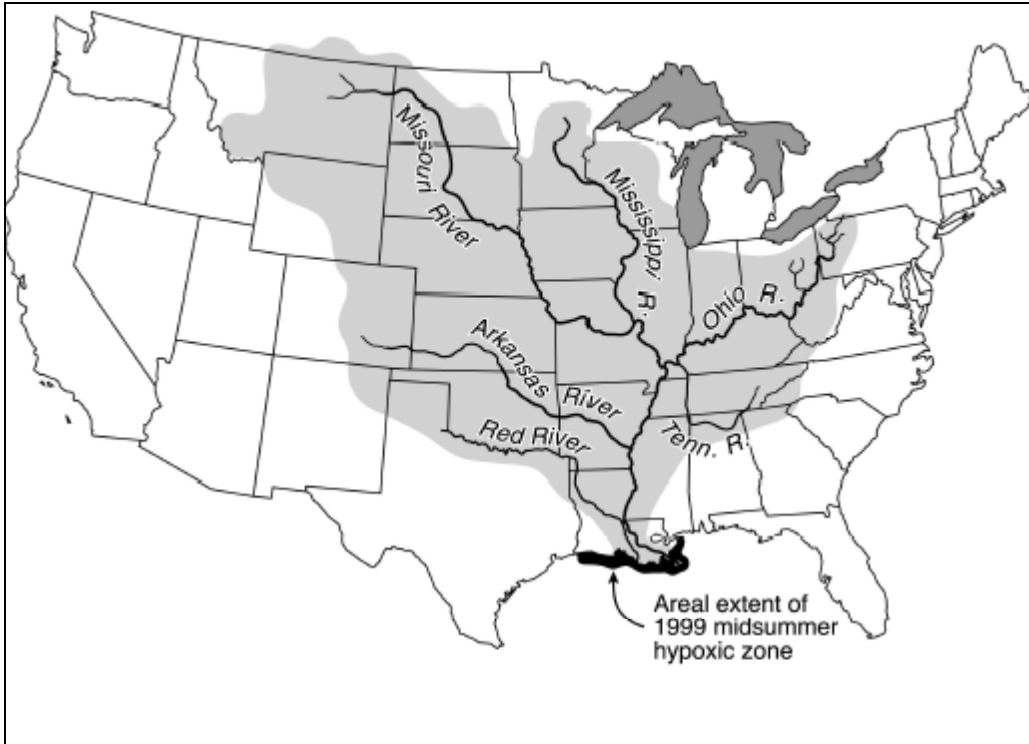 Missouri
River
Mississippi R.
Ohio R.
Arkansas River
Red River
Tenn. R.
Areal extent of
1999 midsummer
hypoxic zone